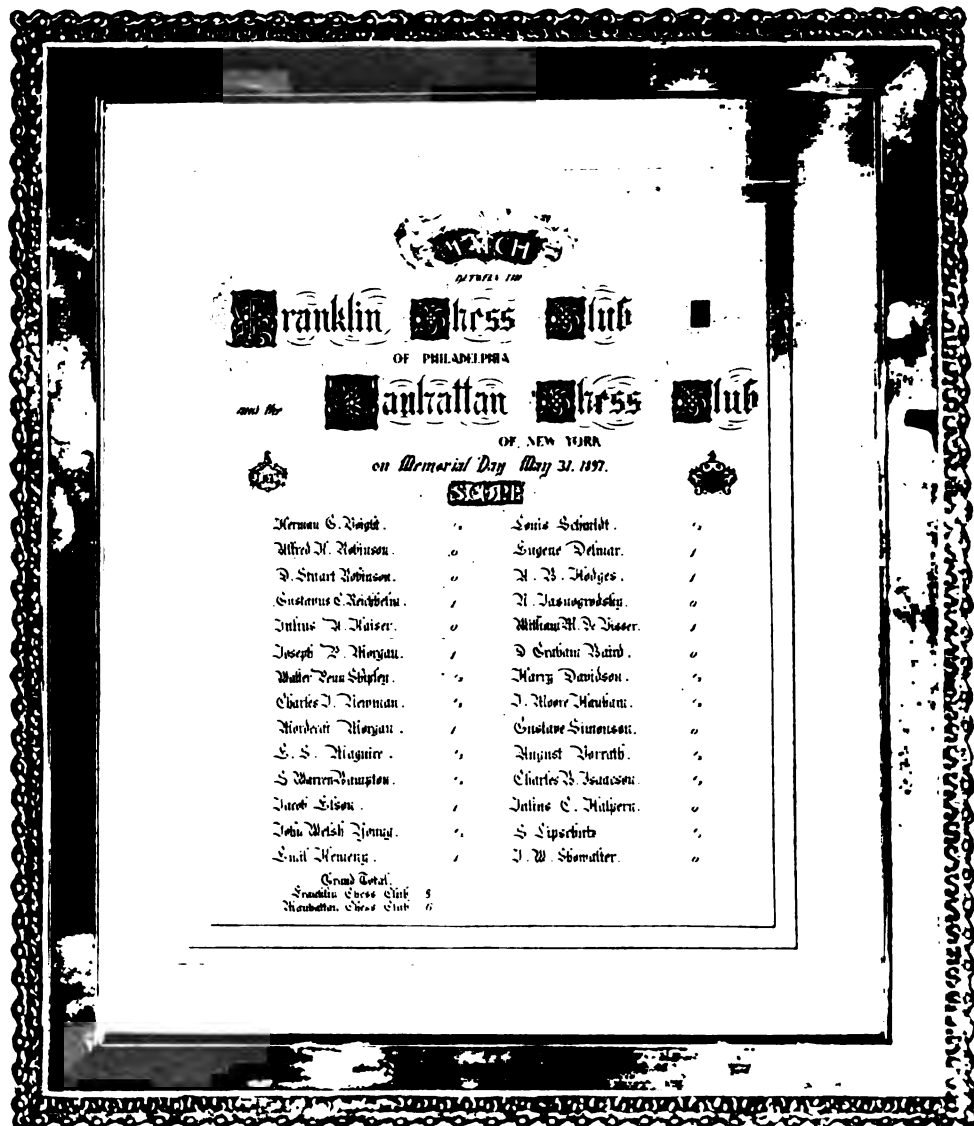 MATCH
BETWEEN THE
Franklin Chess Club
OF PHILADELPHIA
and the Manhattan Chess Club
OF NEW YORK
on Memorial Day May 31. 1897.
SCORE
Herman G. Voight. ½ Louis Schmidt. ½
Alfred K. Robinson. 0 Eugene Delmar. 1
D. Stuart Robinson. 0 A. B. Hodges. 1
Gustavus C. Reichhelm. 1 N. Jasnogrodsky. 0
Julius A. Kaiser. 0 William M. De Visser. 1
Joseph P. Morgan. 1 D Graham Baird. 0
Walter Penn Shipley. ½ Harry Davidson. ½
Charles J. Newman. ½ J. Moore Hanham. ½
Mordecai Morgan. 1 Gustave Simonson. 0
E. S. Maguire. ½ August Vorrath. ½
S Warren Bampton. ½ Charles B. Isaacson. ½
Jacob Elson. 1 Julius C. Halpern. 0
John Welsh Young. ½ S Lipschutz ½
Emil Kemeny. 1 J. W. Showalter. 0
Grand Total.
Franklin Chess Club 8
Manhattan Chess Club 6